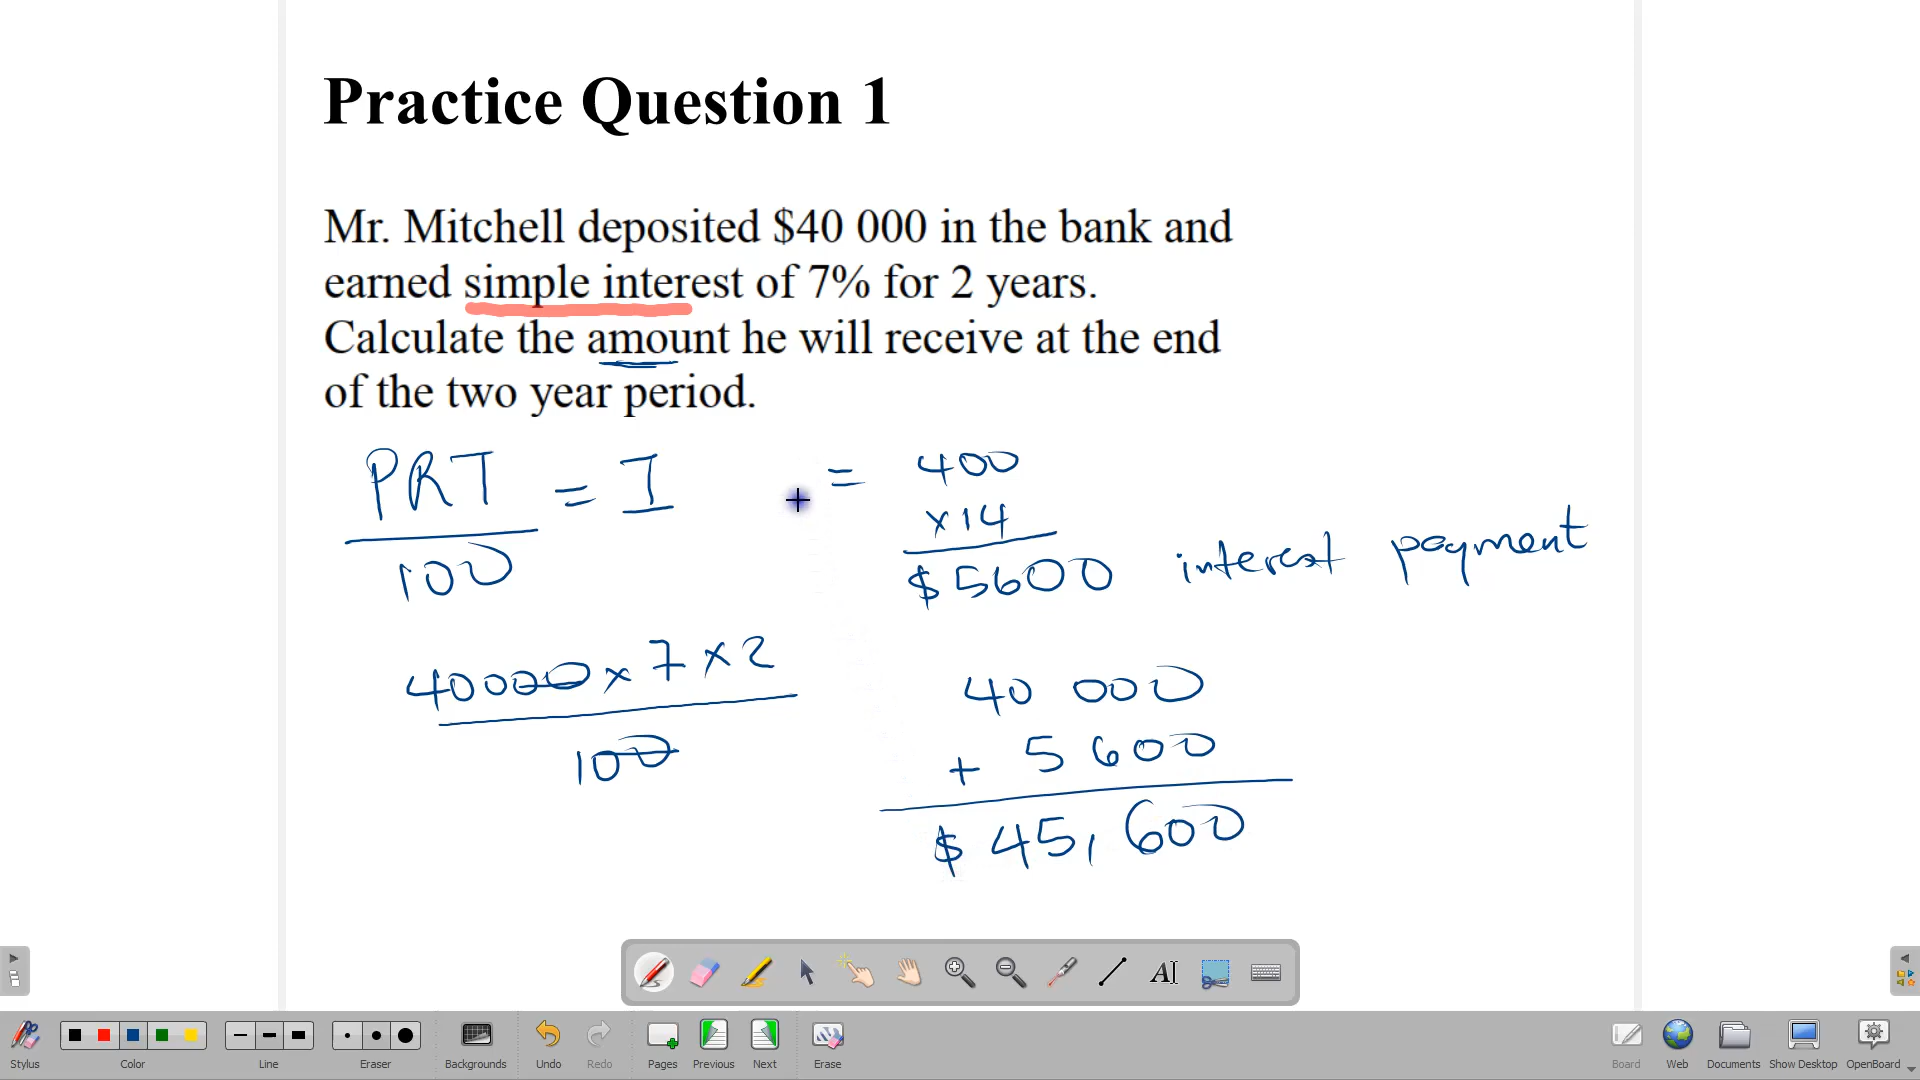 Practice Question 1
Mr. Mitchell deposited $40 000 in the bank and
earned simple interest of 7% for 2 years.
Calculate the amount he will receive at the end
of the two year period.
PRT = I
100
40000 x 7 x 2
100
= 400
x 14
$5600 interest payment
40 000
+ 5 600
$ 45, 600
Stylus
Color
Line
Eraser
Backgrounds
Undo
Redo
Pages
Previous
Next
Erase
Board
Web
Documents
Show Desktop
OpenBoard